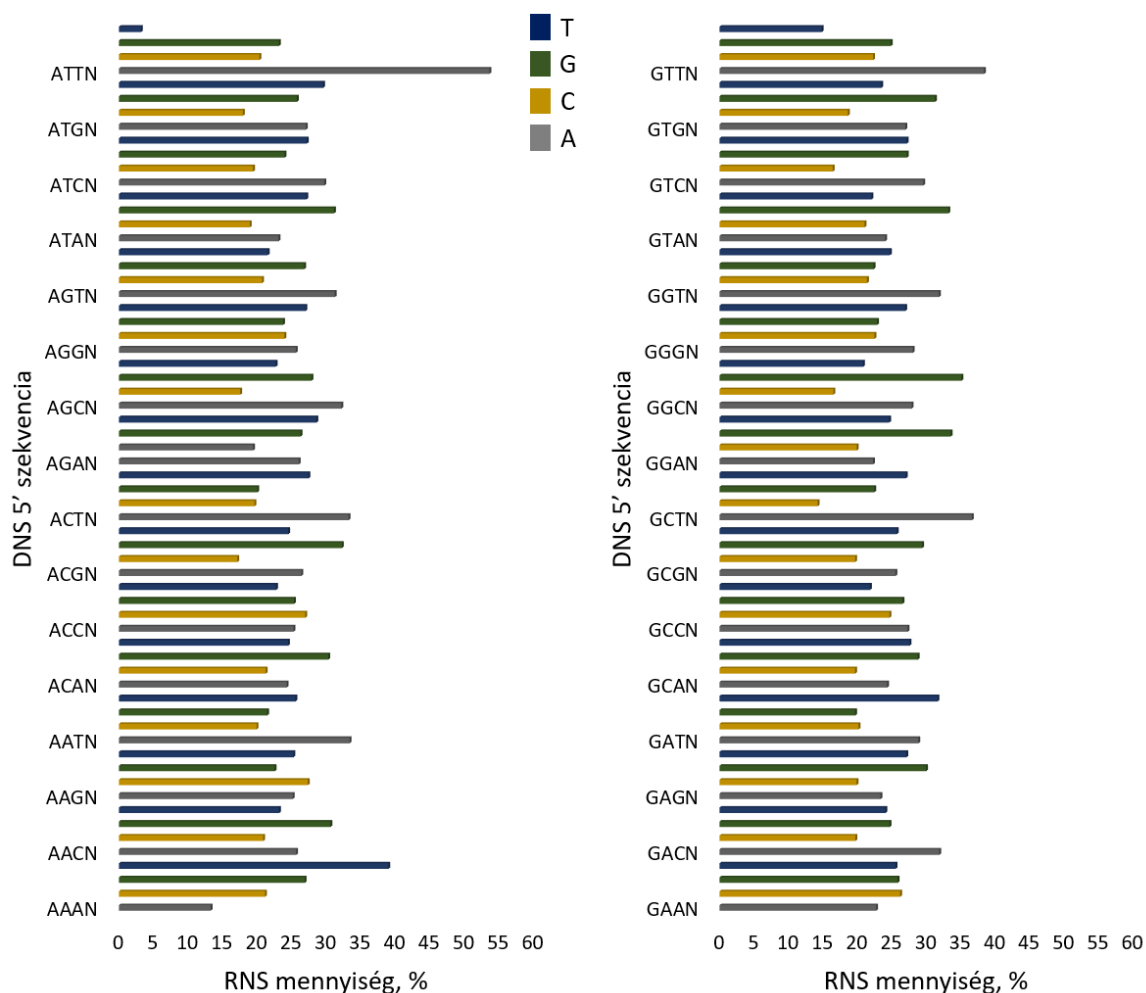 T
G
C
A
DNS 5’ szekvencia
ATTN
ATGN
ATCN
ATAN
AGTN
AGGN
AGCN
AGAN
ACTN
ACGN
ACCN
ACAN
AATN
AAGN
AACN
AAAN
0 5 10 15 20 25 30 35 40 45 50 55 60
RNS mennyiség, %
DNS 5’ szekvencia
GTTN
GTGN
GTCN
GTAN
GGTN
GGGN
GGCN
GGAN
GCTN
GCGN
GCCN
GCAN
GATN
GAGN
GACN
GAAN
0 5 10 15 20 25 30 35 40 45 50 55 60
RNS mennyiség, %